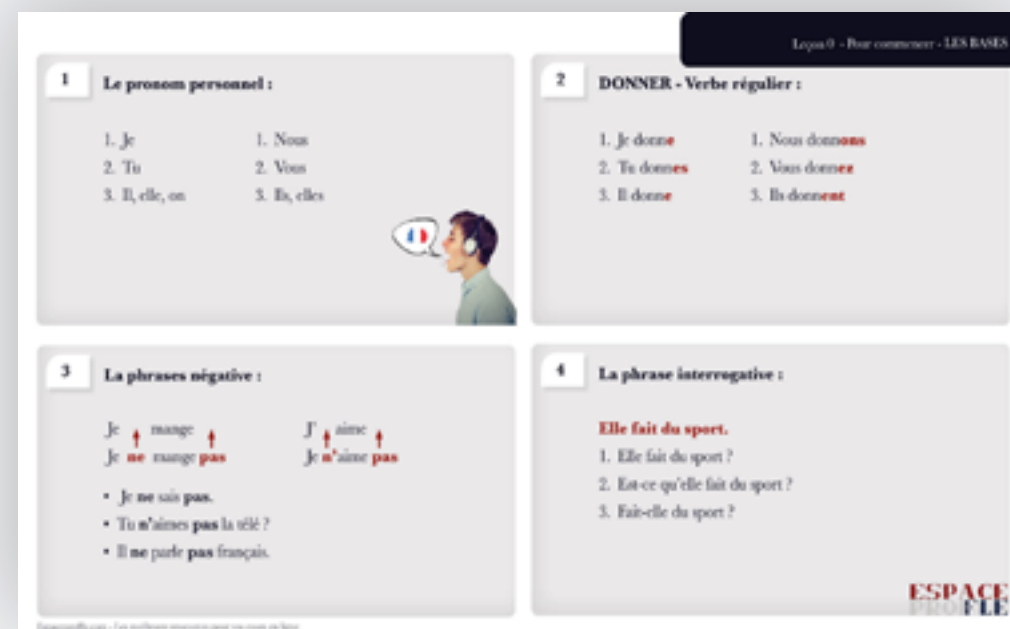 Leçon 0 - Pour commencer - LES BASES
1
Le pronom personnel :
1. Je
2. Tu
3. Il, elle, on
1. Nous
2. Vous
3. Ils, elles
2
DONNER - Verbe régulier :
1. Je donne
2. Tu donnes
3. Il donne
1. Nous donnons
2. Vous donnez
3. Ils donnent
3
La phrases négative :
Je mange
Je ne mange pas
J' aime
Je n'aime pas
• Je ne sais pas.
• Tu n'aimes pas la télé ?
• Il ne parle pas français.
4
La phrase interrogative :
Elle fait du sport.
1. Elle fait du sport ?
2. Est-ce qu'elle fait du sport ?
3. Fait-elle du sport ?
ESPACE
PROFLE